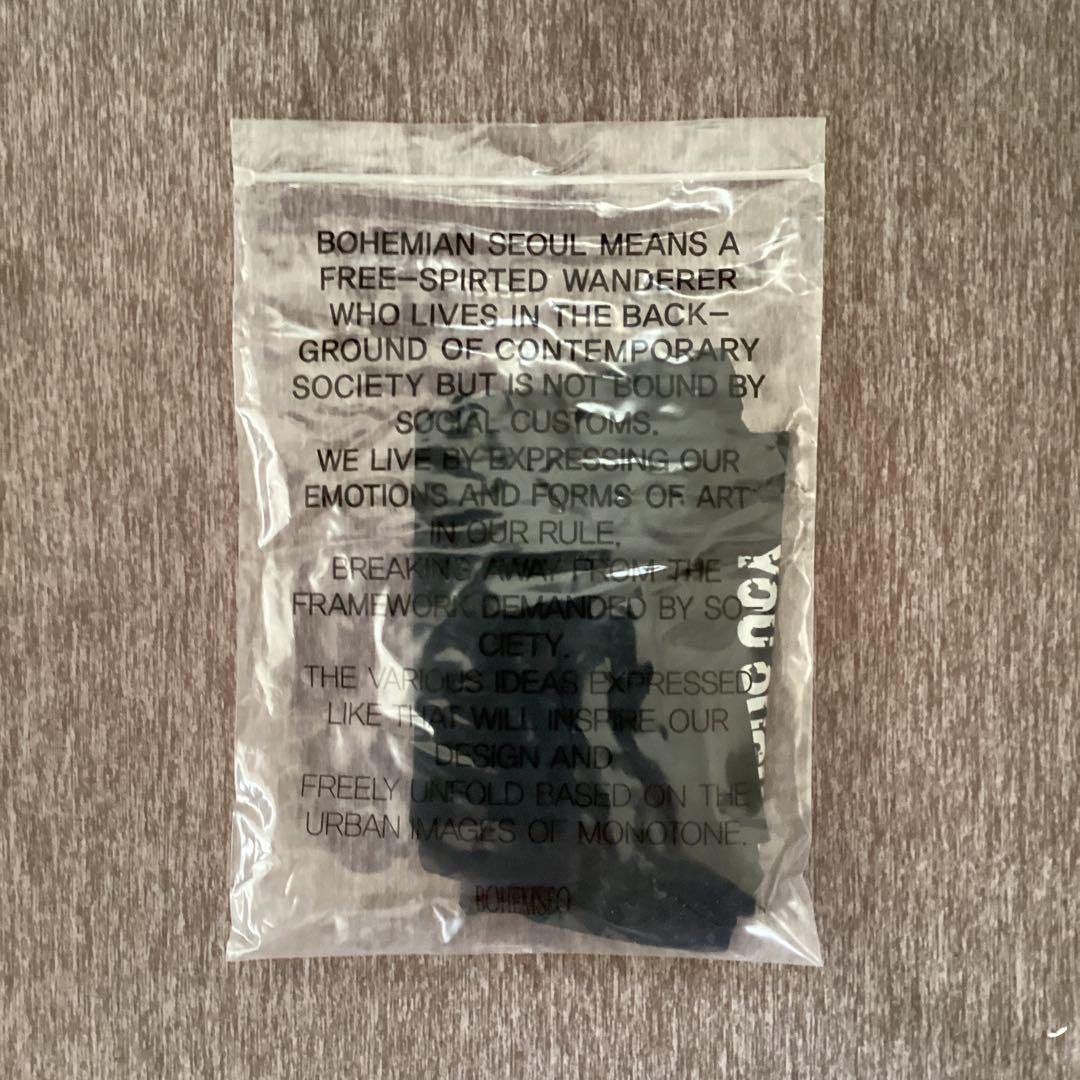 BOHEMIAN SEOUL MEANS A
FREE-SPIRTED WANDERER
WHO LIVES IN THE BACK-
GROUND OF CONTEMPORARY
SOCIETY BUT IS NOT BOUND BY
SOCIAL CUSTOMS.
WE LIVE BY EXPRESSING OUR
EMOTIONS AND FORMS OF ART
IN OUR RULE,
BREAKING AWAY FROM THE
FRAMEWORK DEMANDED BY SO-
CIETY.
THE VARIOUS IDEAS EXPRESSED
LIKE THAT WILL INSPIRE OUR
DESIGN AND
FREELY UNFOLD BASED ON THE
URBAN IMAGES OF MONOTONE.
BOHEMSEO
YOU